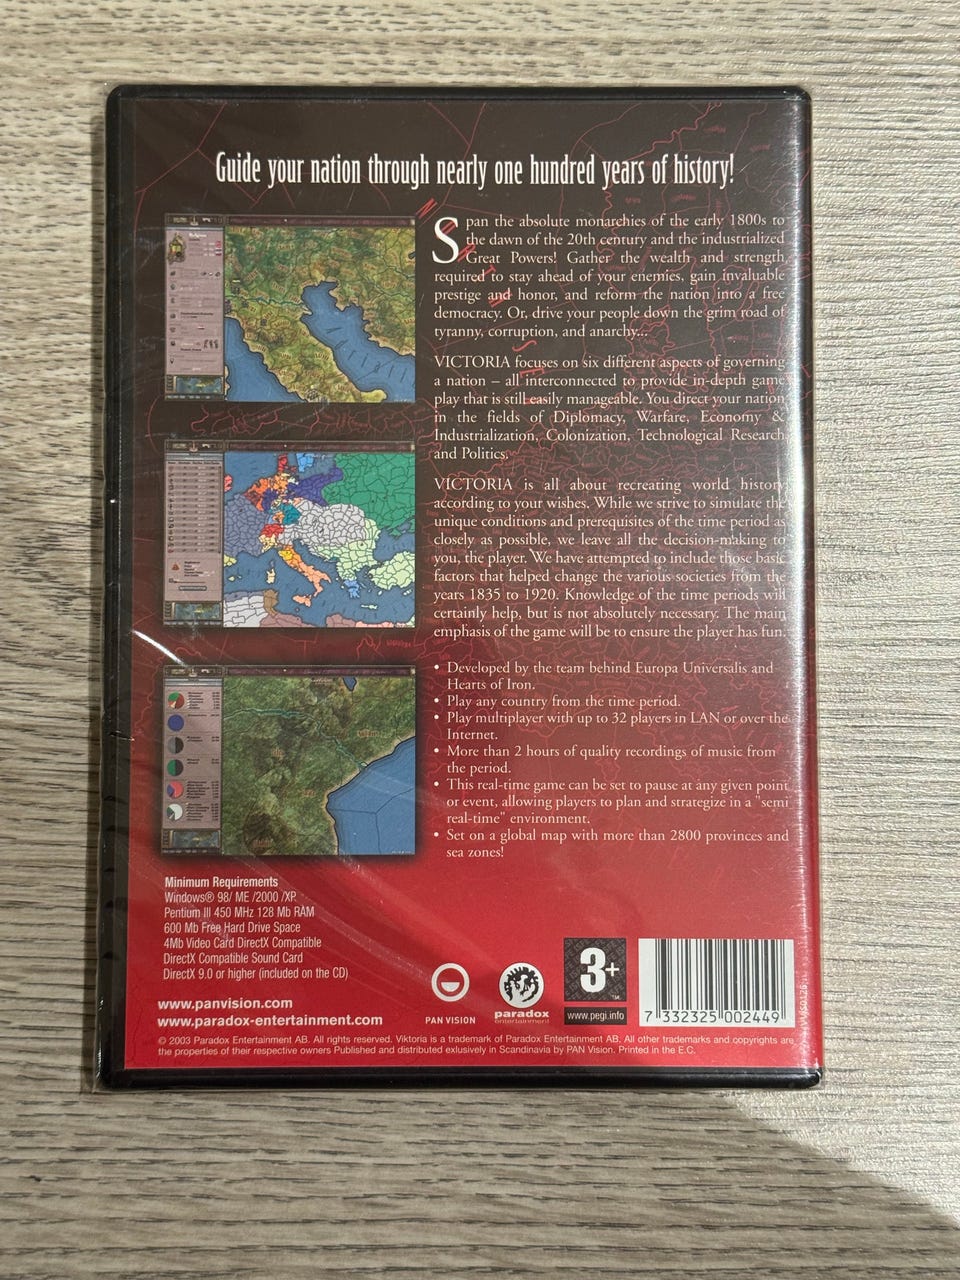 Guide your nation through nearly one hundred years of history!
Span the absolute monarchies of the early 1800s to
the dawn of the 20th century and the industrialized
Great Powers! Gather the wealth and strength
required to stay ahead of your enemies, gain invaluable
prestige and honor, and reform the nation into a free
democracy. Or, drive your people down the grim road of
tyranny, corruption, and anarchy...
VICTORIA focuses on six different aspects of governing
a nation – all interconnected to provide in-depth game
play that is still easily manageable. You direct your nation
in the fields of Diplomacy, Warfare, Economy &
Industrialization, Colonization, Technological Research
and Politics.
VICTORIA is all about recreating world history
according to your wishes. While we strive to simulate the
unique conditions and prerequisites of the time period as
closely as possible, we leave all the decision-making to
you, the player. We have attempted to include those basic
factors that helped change the various societies from the
years 1835 to 1920. Knowledge of the time periods will
certainly help, but is not absolutely necessary. The main
emphasis of the game will be to ensure the player has fun.
• Developed by the team behind Europa Universalis and
Hearts of Iron.
• Play any country from the time period.
• Play multiplayer with up to 32 players in LAN or over the
Internet.
• More than 2 hours of quality recordings of music from
the period.
• This real-time game can be set to pause at any given point
or event, allowing players to plan and strategize in a "semi
real-time" environment.
• Set on a global map with more than 2800 provinces and
sea zones!
Minimum Requirements
Windows® 98/ ME /2000 /XP
Pentium III 450 MHz 128 Mb RAM
600 Mb Free Hard Drive Space
4Mb Video Card DirectX Compatible
DirectX Compatible Sound Card
DirectX 9.0 or higher (included on the CD)
www.panvision.com
www.paradox-entertainment.com
PAN VISION
paradox
entertainment
3+
TM
www.pegi.info
7 332325 002449
© 2003 Paradox Entertainment AB. All rights reserved. Viktoria is a trademark of Paradox Entertainment AB. All other trademarks and copyrights are
the properties of their respective owners Published and distributed exlusively in Scandinavia by PAN Vision. Printed in the E.C.